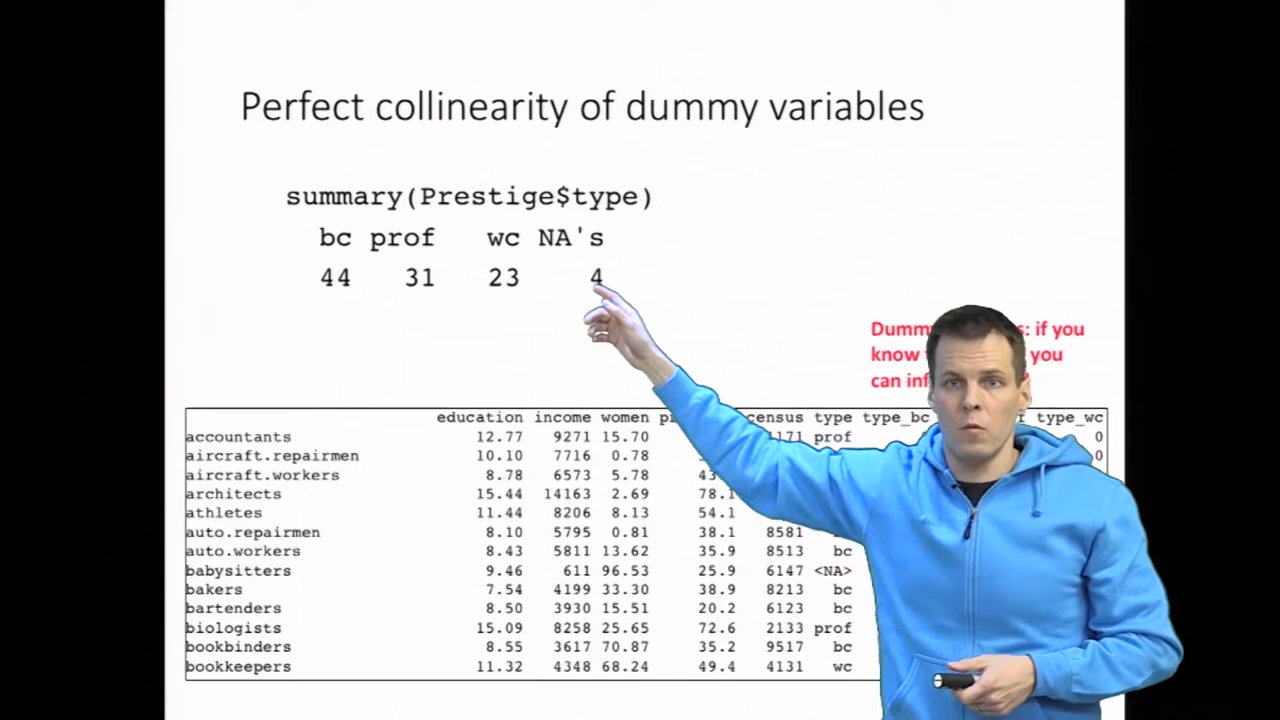 Perfect collinearity of dummy variables
summary(Prestige$type)
bc prof wc NA's
44 31 23 4
if you
know you
can
education income women census type type_bc type_wc
accountants 12.77 9271 15.70 prof 0
aircraft.repairmen 10.10 7716 0.78 0
aircraft.workers 8.78 6573 5.78
architects 15.44 14163 2.69 78.1
athletes 11.44 8206 8.13 54.1
auto.repairmen 8.10 5795 0.81 38.1 8581
auto.workers 8.43 5811 13.62 35.9 8513 bc
babysitters 9.46 611 96.53 25.9 6147 <NA>
bakers 7.54 4199 33.30 38.9 8213 bc
bartenders 8.50 3930 15.51 20.2 6123 bc
biologists 15.09 8258 25.65 72.6 2133 prof
bookbinders 8.55 3617 70.87 35.2 9517 bc
bookkeepers 11.32 4348 68.24 49.4 4131 wc